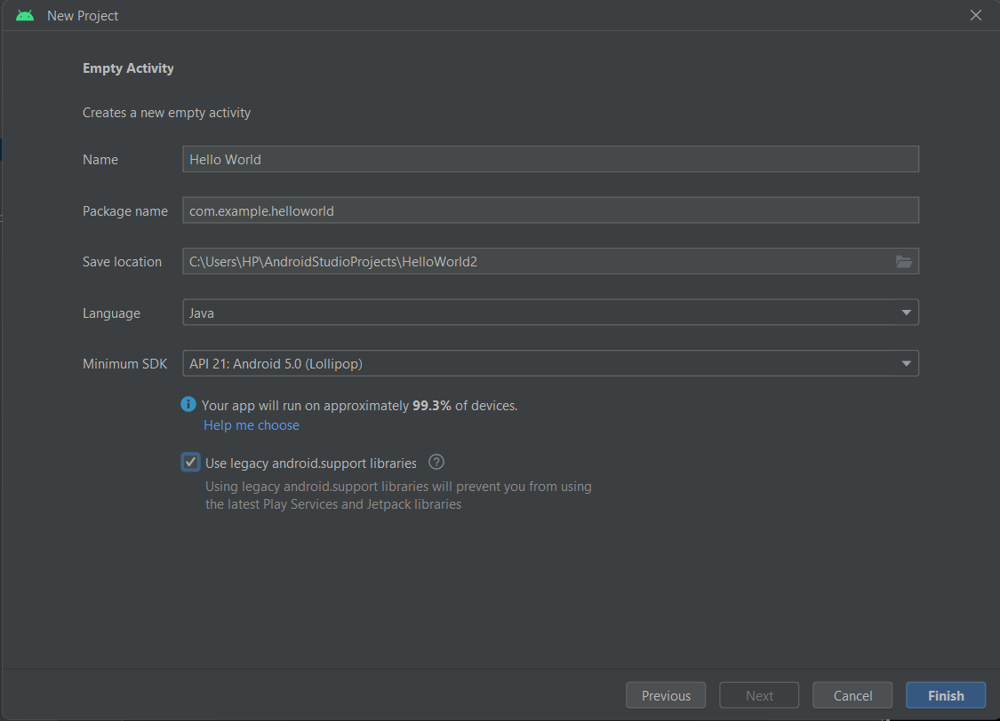 New Project
Empty Activity
Creates a new empty activity
Name Hello World
Package name com.example.helloworld
Save location C:\Users\HP\AndroidStudioProjects\HelloWorld2
Language Java
Minimum SDK API 21: Android 5.0 (Lollipop)
Your app will run on approximately 99.3% of devices.
Help me choose
Use legacy android.support libraries
Using legacy android.support libraries will prevent you from using
the latest Play Services and Jetpack libraries
Previous Next Cancel Finish